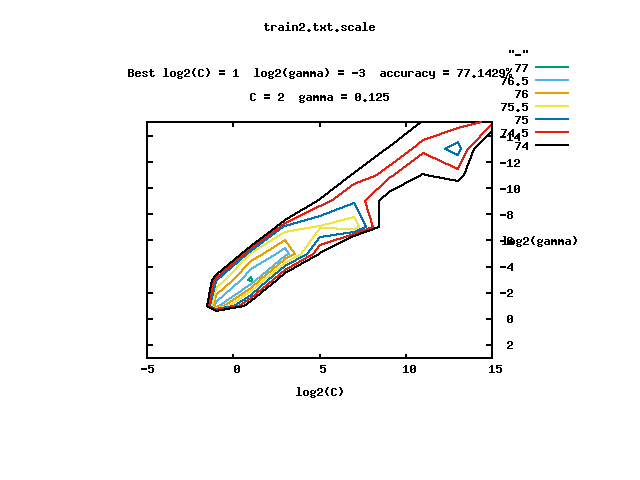 train2.txt.scale
"-"
Best log2(C) = 1 log2(gamma) = -3 accuracy = 77.1429%
77
76.5
C = 2 gamma = 0.125
76
75.5
75
74.5
74
-14
-12
-10
-8
-6
log2(gamma)
-4
-2
0
2
-5 0 5 10 15
log2(C)